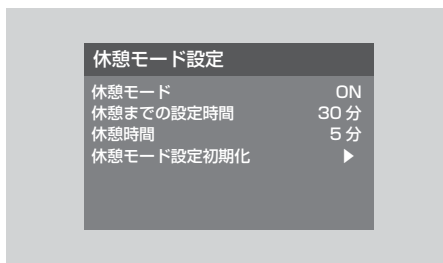 休憩モード設定
休憩モード ON
休憩までの設定時間 30 分
休憩時間 5 分
休憩モード設定初期化 ▶